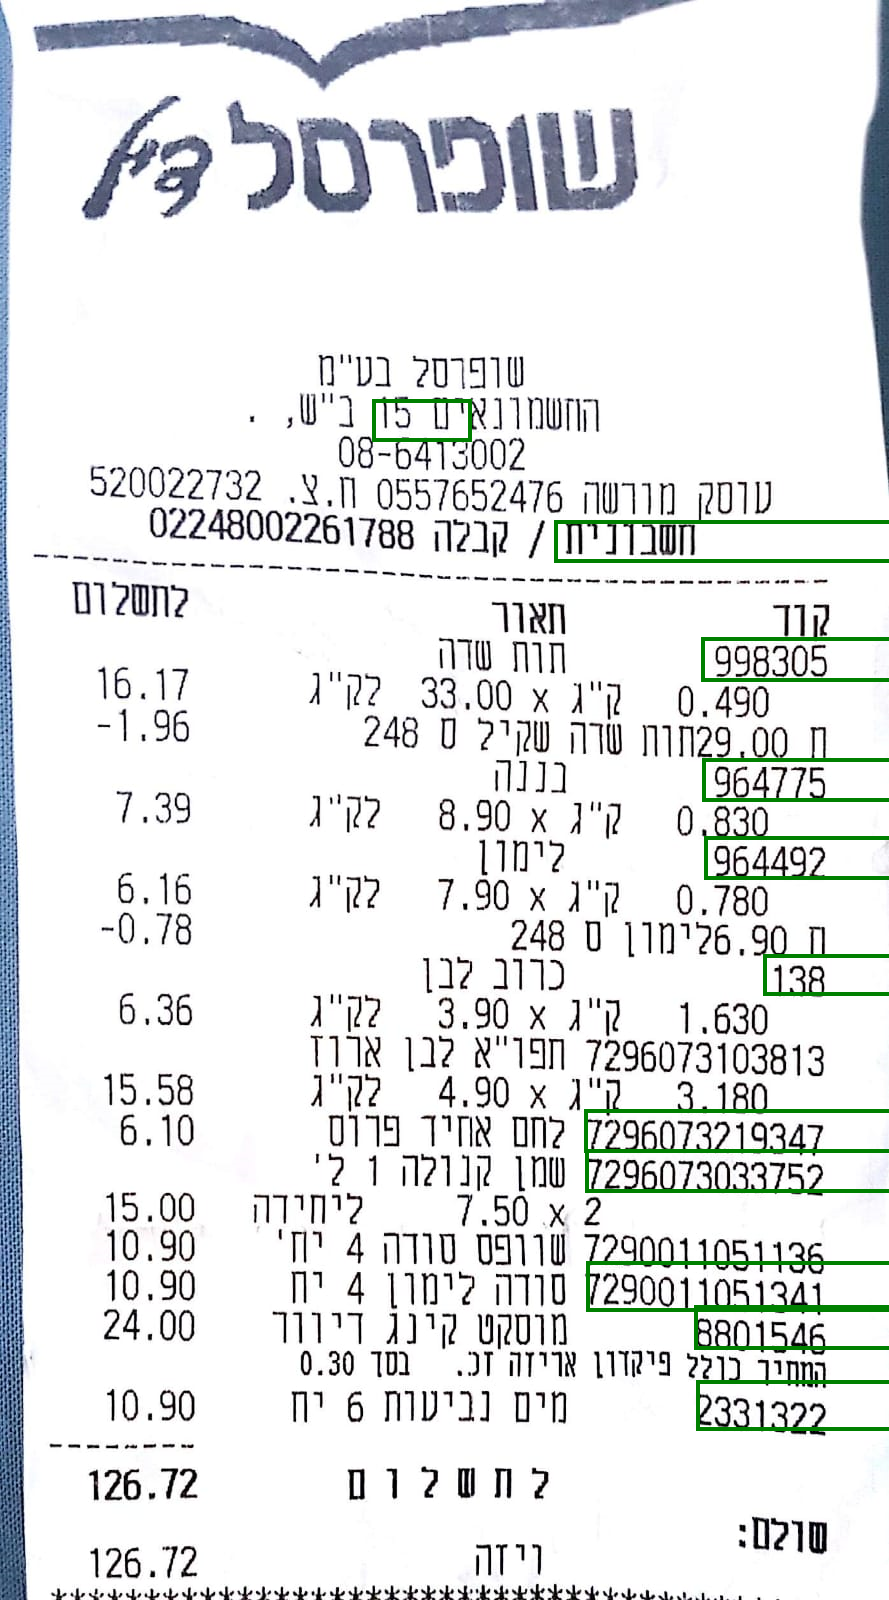 שופרסל דיל
שופרסל בע"מ
החשמונאים 15 ב"ש, .
08-6413002
עוסק מורשה 0557652476 ח.צ. 520022732
חשבונית / קבלה 02248002261788
קוד תאור לתשלום
998305 תות שדה
0.490 ק"ג x 33.00 לק"ג 16.17
ח 29.00תות שדה שקיל ס 248 -1.96
964775 בננה
0.830 ק"ג x 8.90 לק"ג 7.39
964492 לימון
0.780 ק"ג x 7.90 לק"ג 6.16
ח 6.90לימון ס 248 -0.78
138 כרוב לבן
1.630 ק"ג x 3.90 לק"ג 6.36
7296073103813 תפו"א לבן ארוז
3.180 ק"ג x 4.90 לק"ג 15.58
7296073219347 לחם אחיד פרוס 6.10
7296073033752 שמן קנולה 1 ל'
2 x 7.50 ליחידה 15.00
7290011051136 שוופס סודה 4 יח' 10.90
7290011051341 סודה לימון 4 יח 10.90
8801546 מוסקט קינג דיווד 24.00
המחיר כולל פיקדון אריזה זכ. בסך 0.30
2331322 מים נביעות 6 יח 10.90
--------
לתשלום 126.72
שולם:
ויזה 126.72